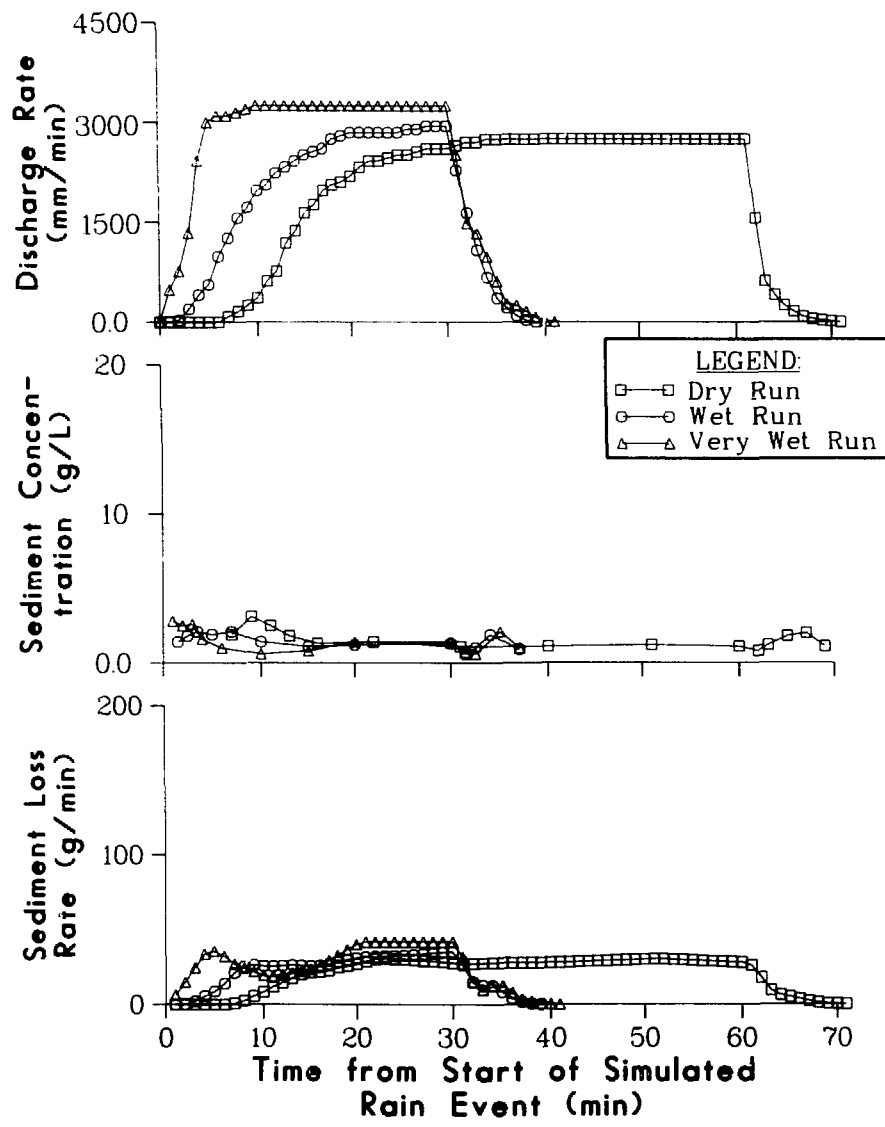 4500
3000
1500
0.0
Discharge Rate
(mm/min)
LEGEND:
Dry Run
Wet Run
Very Wet Run
20
10
0.0
Sediment Concen-
tration (g/L)
200
100
0
Sediment Loss
Rate (g/min)
0 10 20 30 40 50 60 70
Time from Start of Simulated
Rain Event (min)